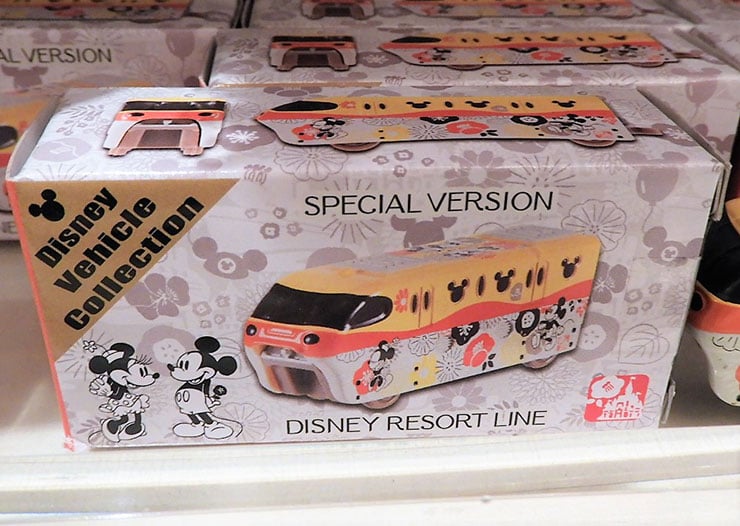 AL VERSION
Disney
Vehicle
Collection
SPECIAL VERSION
DISNEY RESORT LINE